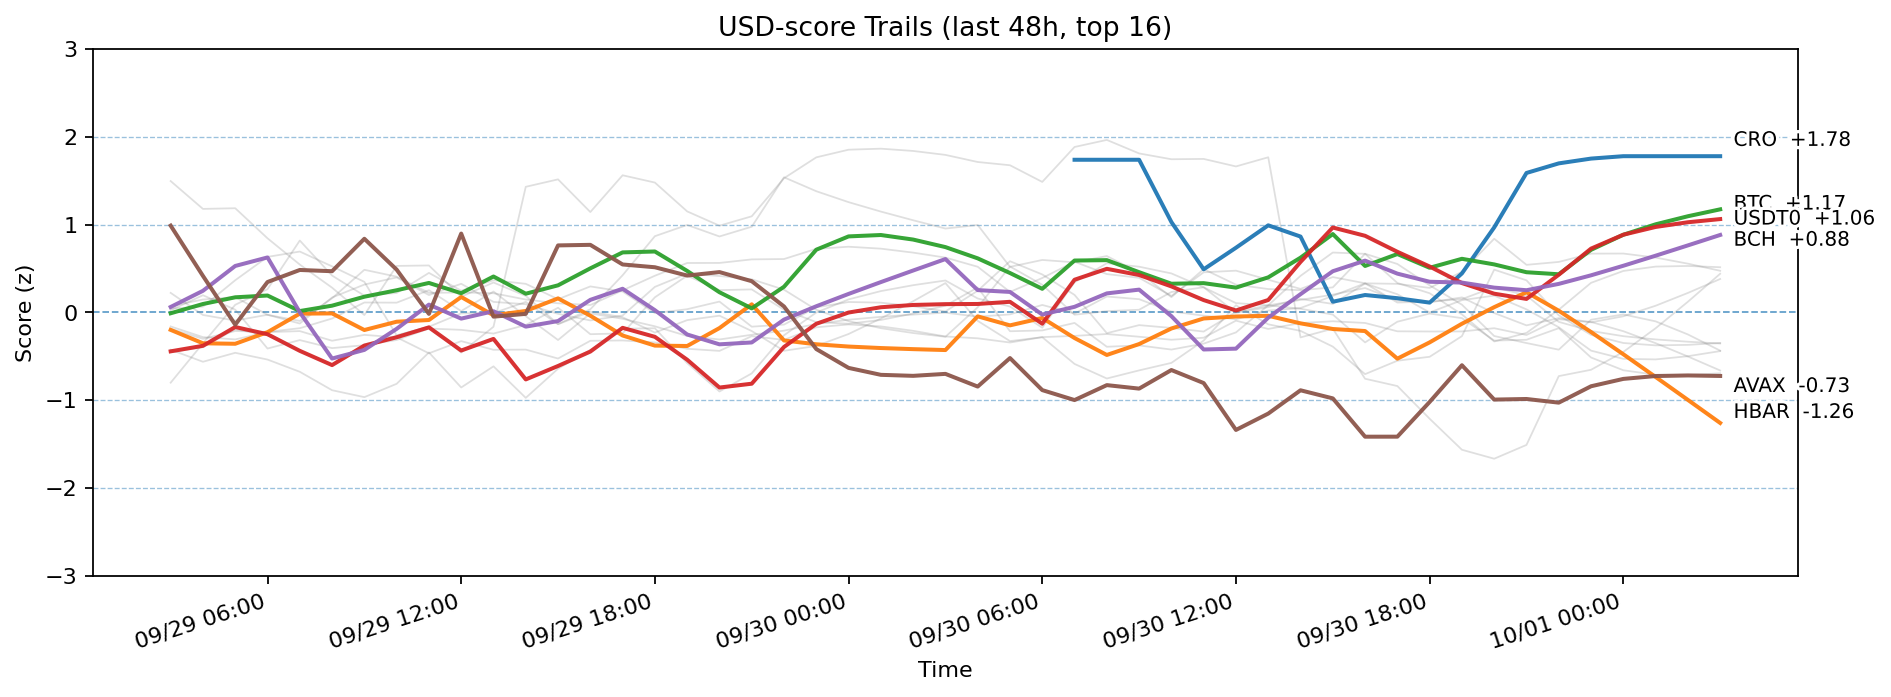 USD-score Trails (last 48h, top 16)
Score (z)
3
2
1
0
−1
−2
−3
CRO +1.78
BTC +1.17
USDT0 +1.06
BCH +0.88
AVAX -0.73
HBAR -1.26
09/29 06:00
09/29 12:00
09/29 18:00
09/30 00:00
09/30 06:00
09/30 12:00
09/30 18:00
10/01 00:00
Time